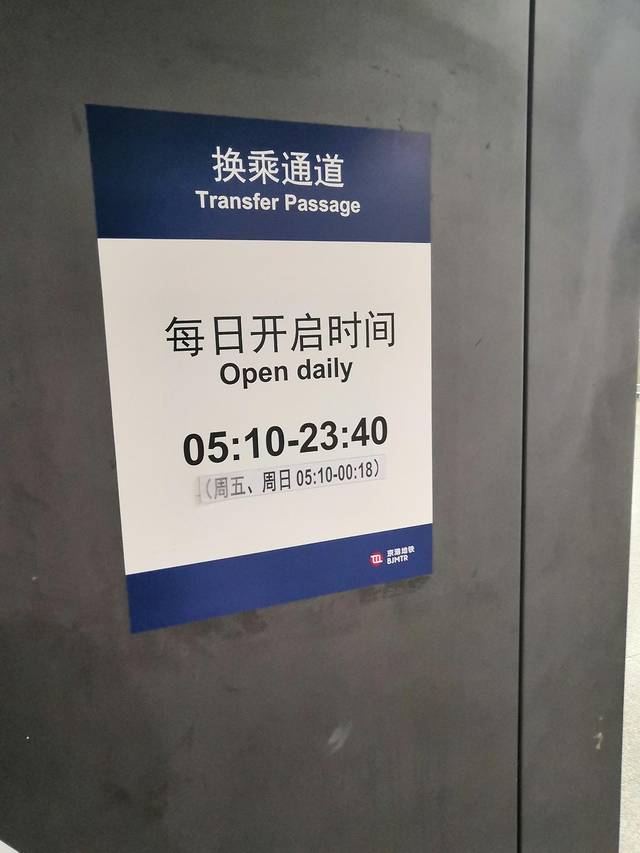 换乘通道
Transfer Passage
每日开启时间
Open daily
05:10-23:40
（周五、周日 05:10-00:18）
京港地铁
BJMTR